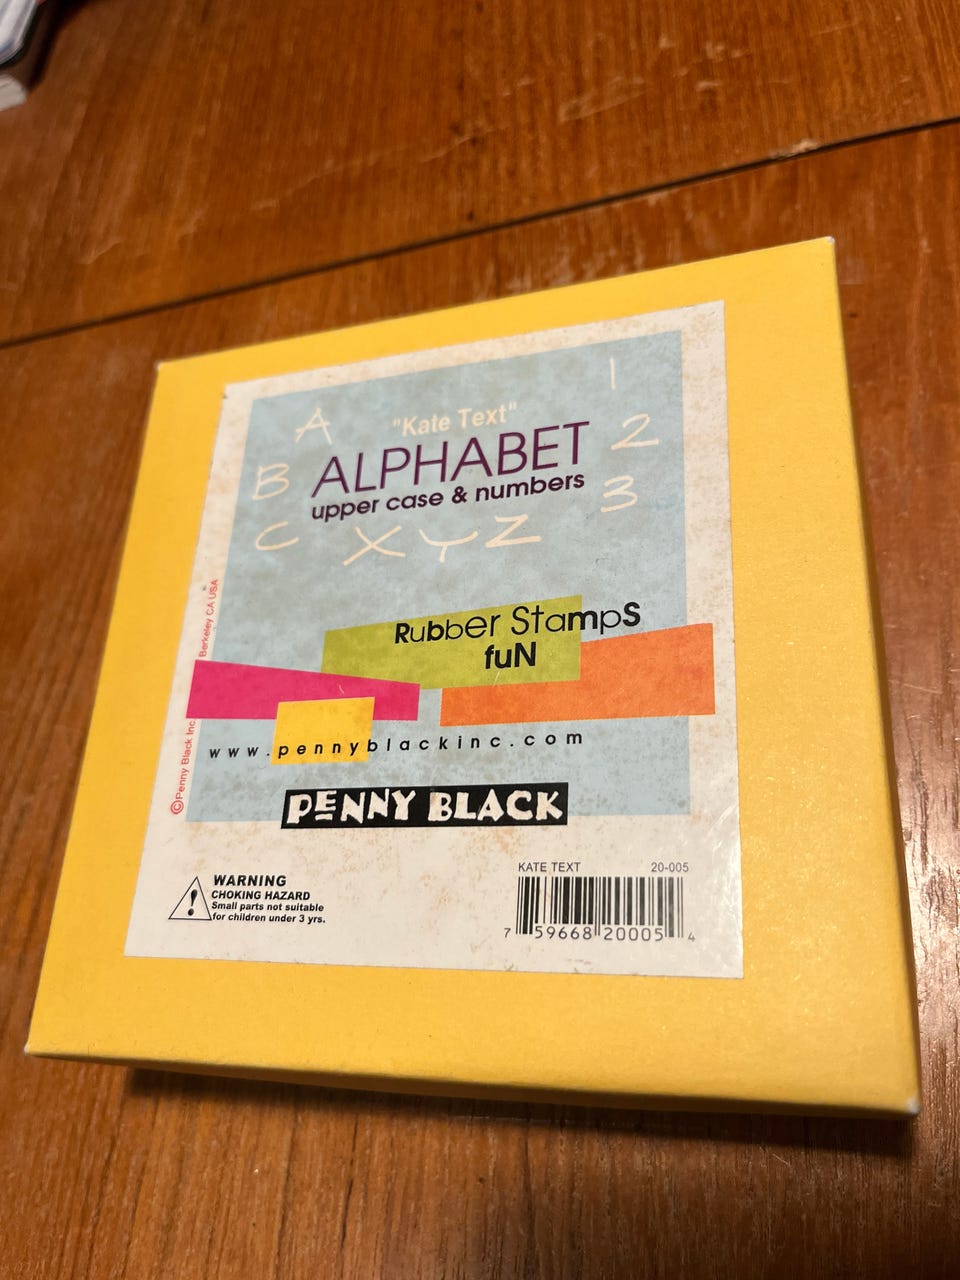 "Kate Text"
ALPHABET
upper case & numbers
A
B
C
X Y Z
1
2
3
Rubber StampS
fuN
www.pennyblackinc.com
PENNY BLACK
©Penny Black Inc. Berkeley CA USA
WARNING
CHOKING HAZARD
Small parts not suitable
for children under 3 yrs.
KATE TEXT 20-005
7 59668 20005 4